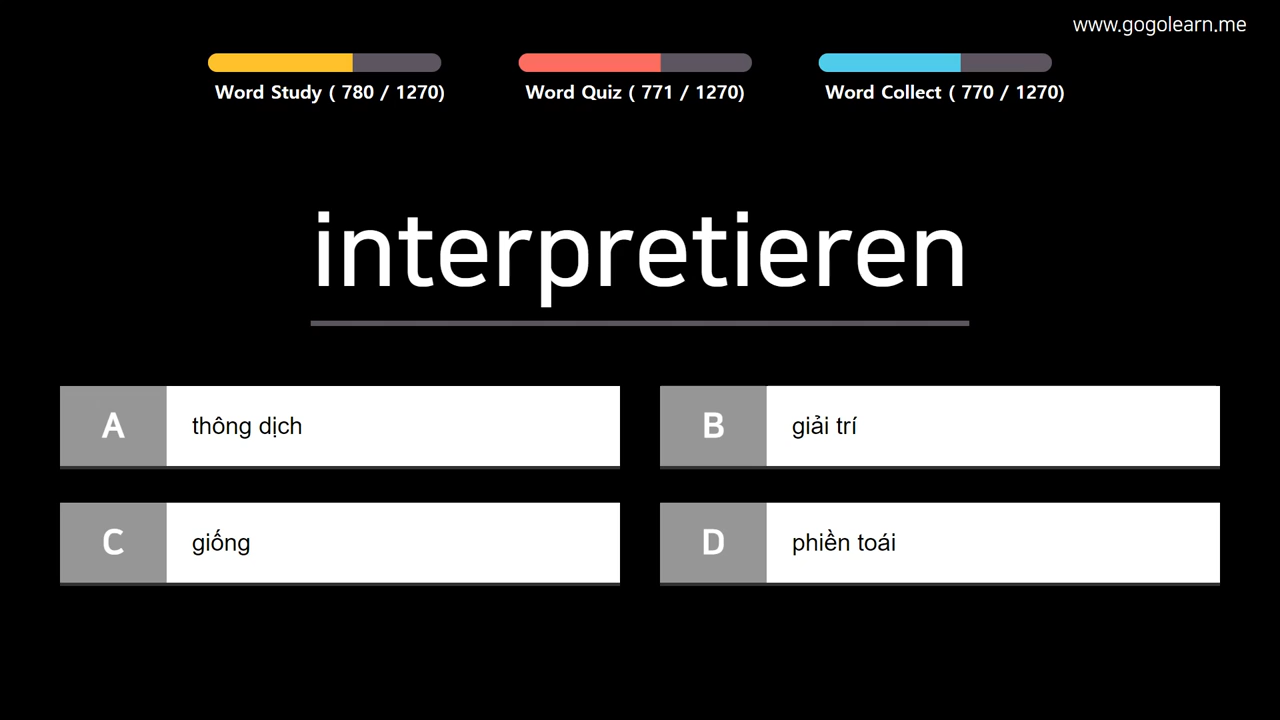 www.gogolearn.me
Word Study ( 780 / 1270)
Word Quiz ( 771 / 1270)
Word Collect ( 770 / 1270)
interpretieren
A thông dịch
B giải trí
C giống
D phiền toái